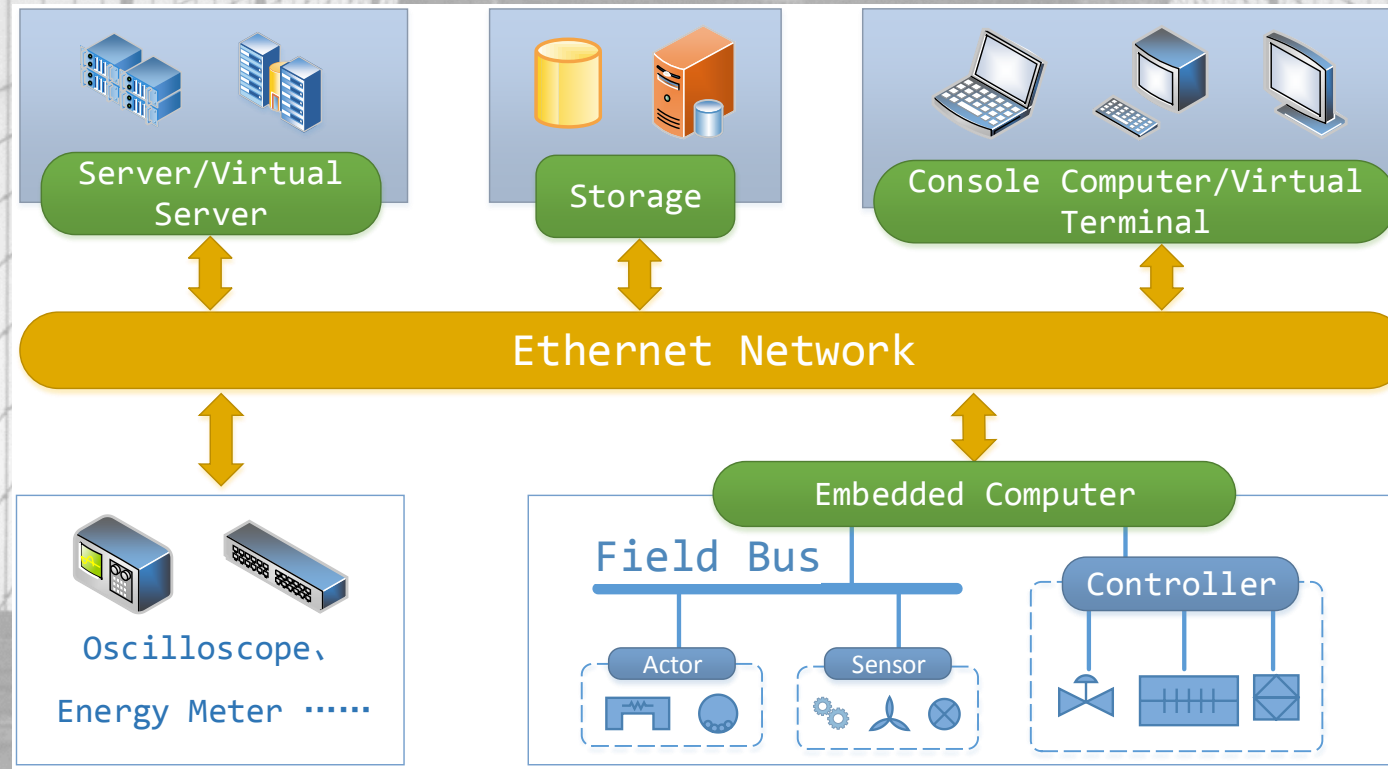 Server/Virtual
Server
Storage
Console Computer/Virtual
Terminal
Ethernet Network
Embedded Computer
Field Bus
Controller
Oscilloscope、
Energy Meter ……
Actor
Sensor